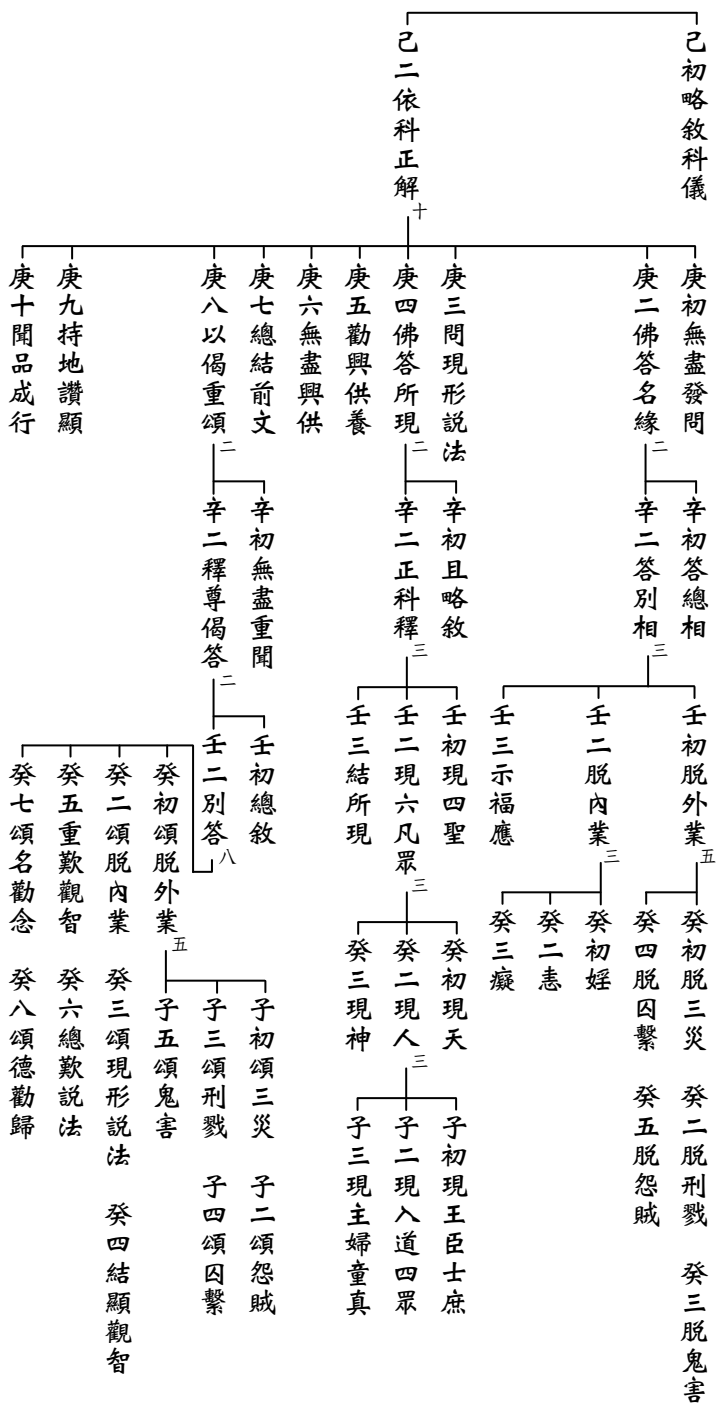 己初略敘科儀
己二依科正解
十
庚初無盡發問
庚二佛答名緣
二
庚三問現形説法
庚四佛答所現
二
庚五勸興供養
庚六無盡興供
庚七總結前文
庚八以偈重頌
二
庚九持地讚顯
庚十聞品成行
辛初答總相
辛二答別相
三
辛初且略敘
辛二正科釋
三
辛初無盡重聞
辛二釋尊偈答
二
壬初脱外業
五
壬二脱內業
三
壬三示福應
壬初現四聖
壬二現六凡眾
三
壬三結所現
壬初總敘
壬二別答
八
癸初脱三災 癸二脱刑戮 癸三脱鬼害
癸四脱囚繫 癸五脱怨賊
癸初婬
癸二恚
癸三癡
癸初現天
癸二現人
三
癸三現神
癸初頌脱外業
五
癸二頌脱內業 癸三頌現形説法 癸四結顯觀智
癸五重歎觀智 癸六總歎説法
癸七頌名勸念 癸八頌德勸歸
子初現王臣士庶
子二現入道四眾
子三現主婦童真
子初頌三災 子二頌怨賊
子三頌刑戮 子四頌囚繫
子五頌鬼害